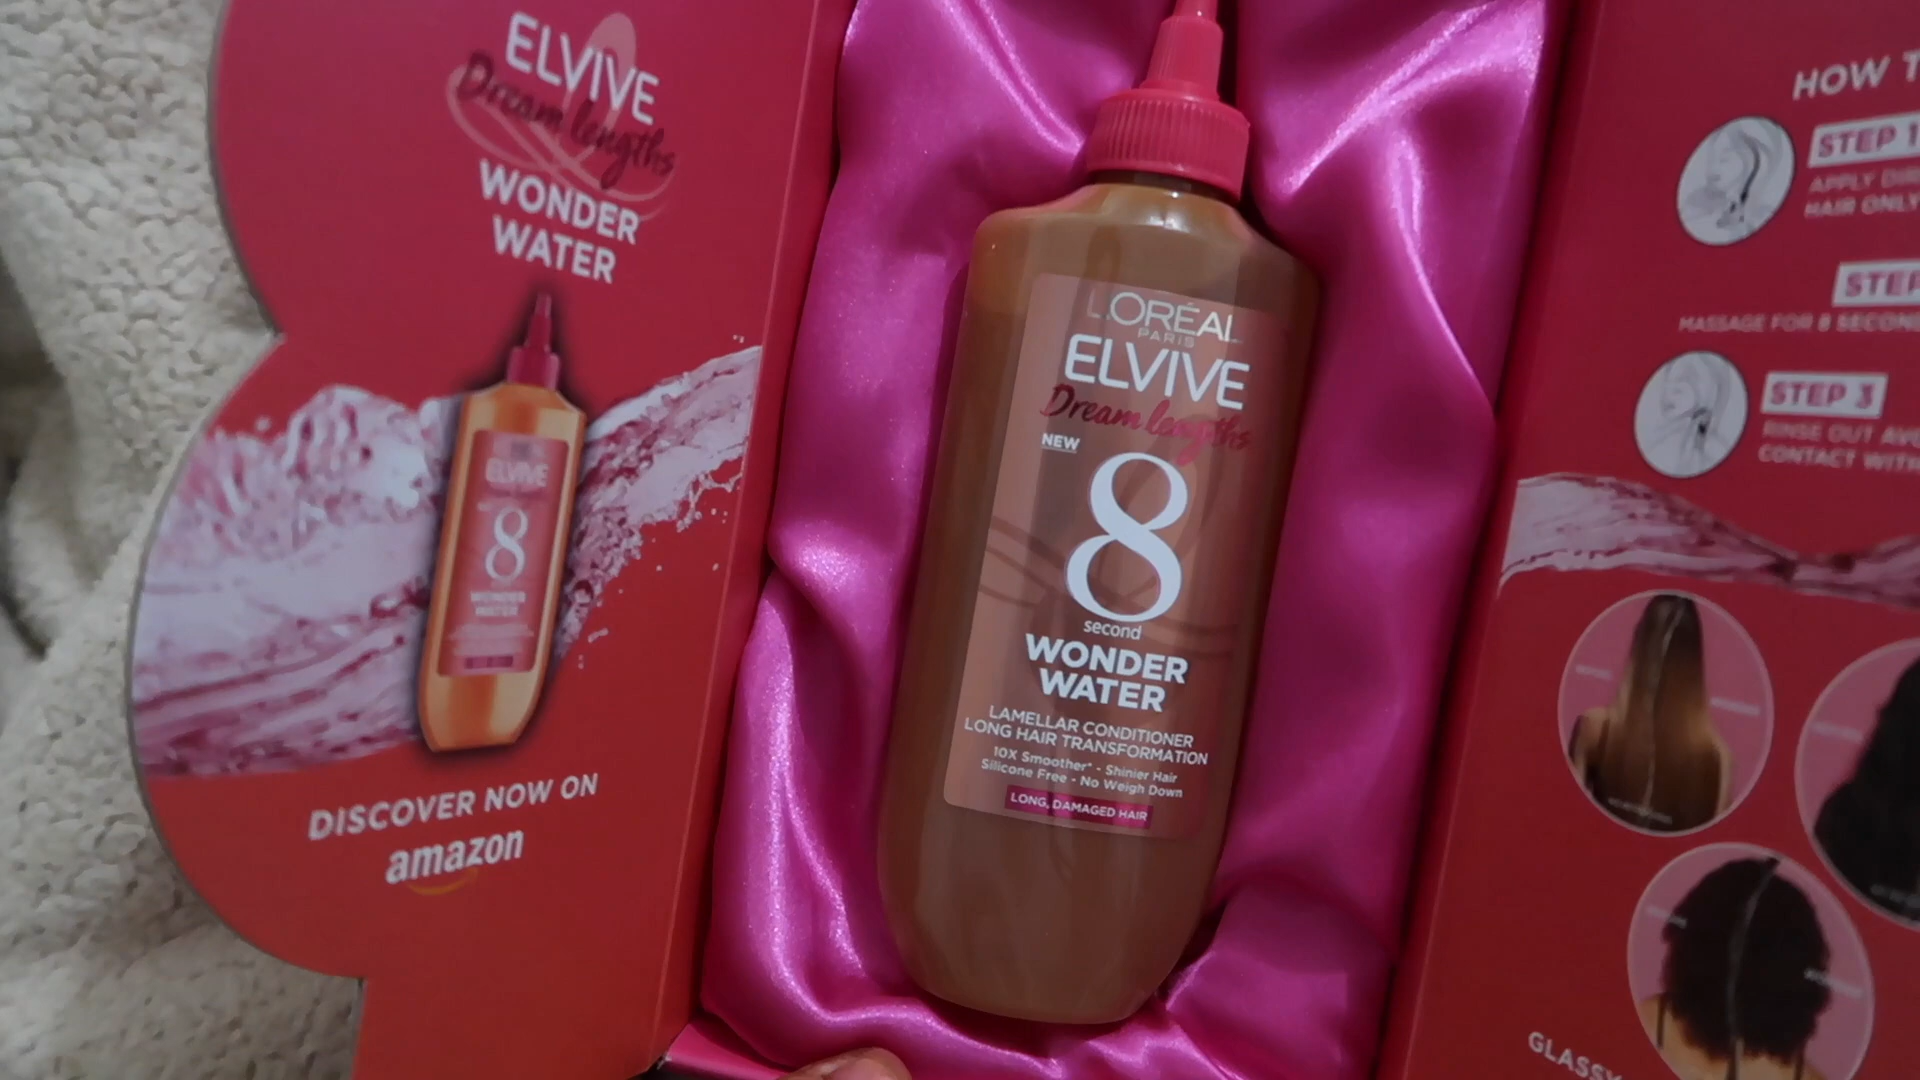 ELVIVE
Dream lengths
WONDER
WATER
ELVIVE
8
WONDER
WATER
DISCOVER NOW ON
amazon
L'ORÉAL
PARIS
ELVIVE
Dream lengths
NEW
8
second
WONDER
WATER
LAMELLAR CONDITIONER
LONG HAIR TRANSFORMATION
10X Smoother* - Shinier Hair
Silicone Free - No Weigh Down
LONG, DAMAGED HAIR
HOW T
STEP 1
APPLY DIR
HAIR ONLY
STEP
MASSAGE FOR 8 SECOND
STEP 3
RINSE OUT AVO
CONTACT WITH
GLASSY